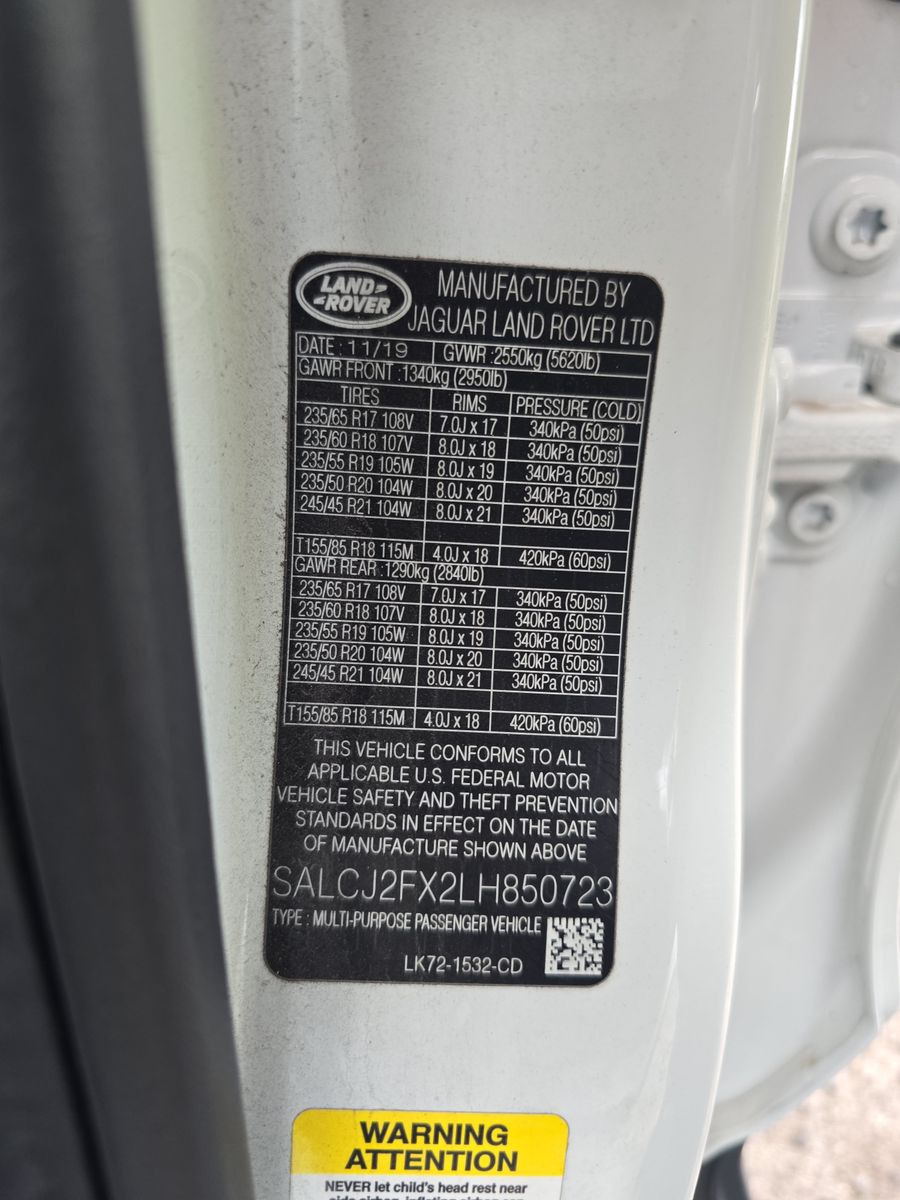 LAND-
-ROVER
MANUFACTURED BY
JAGUAR LAND ROVER LTD
DATE : 11/19 GVWR : 2550kg (5620lb)
GAWR FRONT : 1340kg (2950lb)
TIRES RIMS PRESSURE (COLD)
235/65 R17 108V 7.0J x 17 340kPa (50psi)
235/60 R18 107V 8.0J x 18 340kPa (50psi)
235/55 R19 105W 8.0J x 19 340kPa (50psi)
235/50 R20 104W 8.0J x 20 340kPa (50psi)
245/45 R21 104W 8.0J x 21 340kPa (50psi)
T155/85 R18 115M 4.0J x 18 420kPa (60psi)
GAWR REAR : 1290kg (2840lb)
235/65 R17 108V 7.0J x 17 340kPa (50psi)
235/60 R18 107V 8.0J x 18 340kPa (50psi)
235/55 R19 105W 8.0J x 19 340kPa (50psi)
235/50 R20 104W 8.0J x 20 340kPa (50psi)
245/45 R21 104W 8.0J x 21 340kPa (50psi)
T155/85 R18 115M 4.0J x 18 420kPa (60psi)
THIS VEHICLE CONFORMS TO ALL
APPLICABLE U.S. FEDERAL MOTOR
VEHICLE SAFETY AND THEFT PREVENTION
STANDARDS IN EFFECT ON THE DATE
OF MANUFACTURE SHOWN ABOVE
SALCJ2FX2LH850723
TYPE : MULTI-PURPOSE PASSENGER VEHICLE
LK72-1532-CD
WARNING
ATTENTION
NEVER let child's head rest near